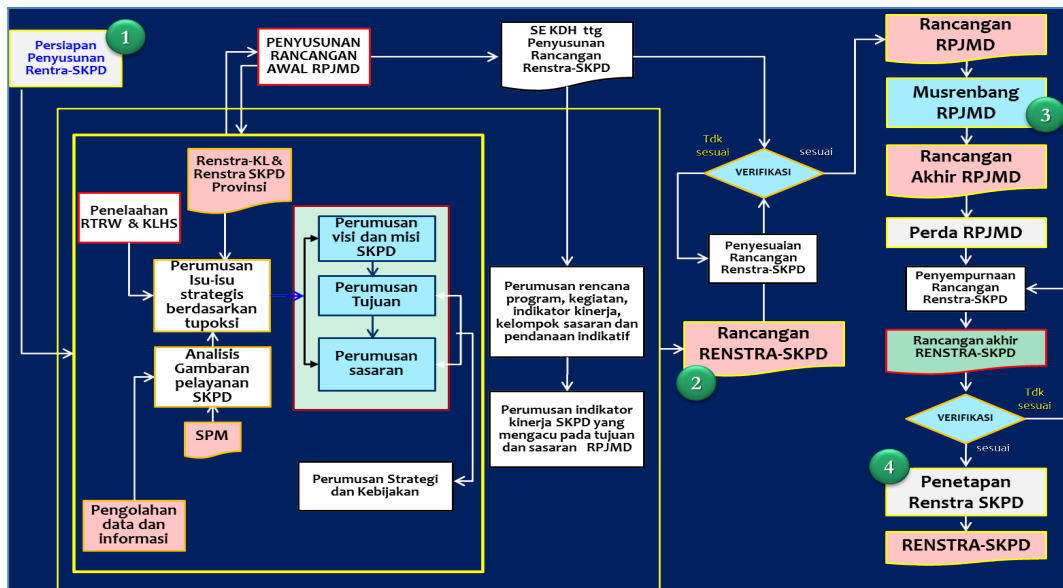 Persiapan
Penyusunan
Rentra-SKPD
1
PENYUSUNAN
RANCANGAN
AWAL RPJMD
SE KDH ttg
Penyusunan
Rancangan
Renstra-SKPD
Rancangan
RPJMD
Musrenbang
RPJMD
3
Rancangan
Akhir RPJMD
Perda RPJMD
Penyempurnaan
Rancangan
Renstra-SKPD
Rancangan akhir
RENSTRA-SKPD
VERIFIKASI
Tdk
sesuai
sesuai
4
Penetapan
Renstra SKPD
RENSTRA-SKPD
Tdk
sesuai
sesuai
VERIFIKASI
Penyesuaian
Rancangan
Renstra-SKPD
Rancangan
RENSTRA-SKPD
2
Renstra-KL &
Renstra SKPD
Provinsi
Penelaahan
RTRW & KLHS
Perumusan
Isu-isu
strategis
berdasarkan
tupoksi
Analisis
Gambaran
pelayanan
SKPD
SPM
Pengolahan
data dan
informasi
Perumusan
visi dan misi
SKPD
Perumusan
Tujuan
Perumusan
sasaran
Perumusan Strategi
dan Kebijakan
Perumusan rencana
program, kegiatan,
indikator kinerja,
kelompok sasaran dan
pendanaan indikatif
Perumusan indikator
kinerja SKPD yang
mengacu pada tujuan
dan sasaran RPJMD